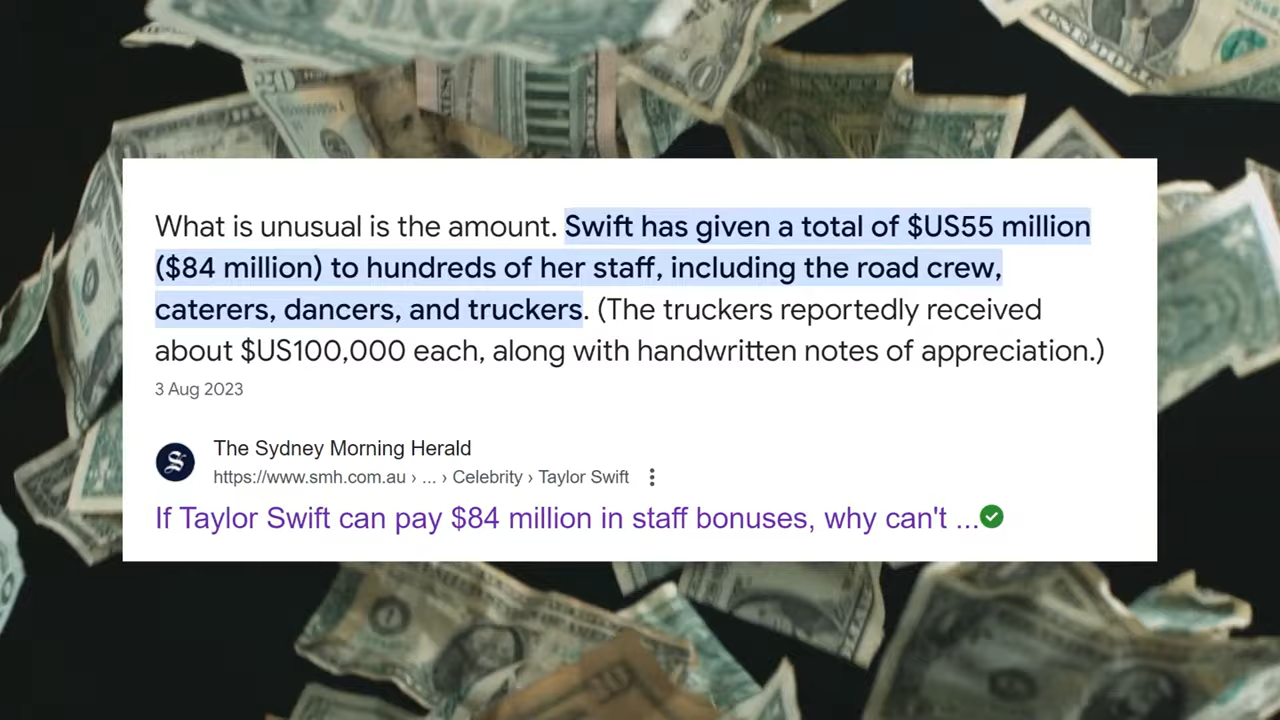 What is unusual is the amount. Swift has given a total of $US55 million
($84 million) to hundreds of her staff, including the road crew,
caterers, dancers, and truckers. (The truckers reportedly received
about $US100,000 each, along with handwritten notes of appreciation.)
3 Aug 2023
The Sydney Morning Herald
https://www.smh.com.au › ... › Celebrity › Taylor Swift
If Taylor Swift can pay $84 million in staff bonuses, why can't ...